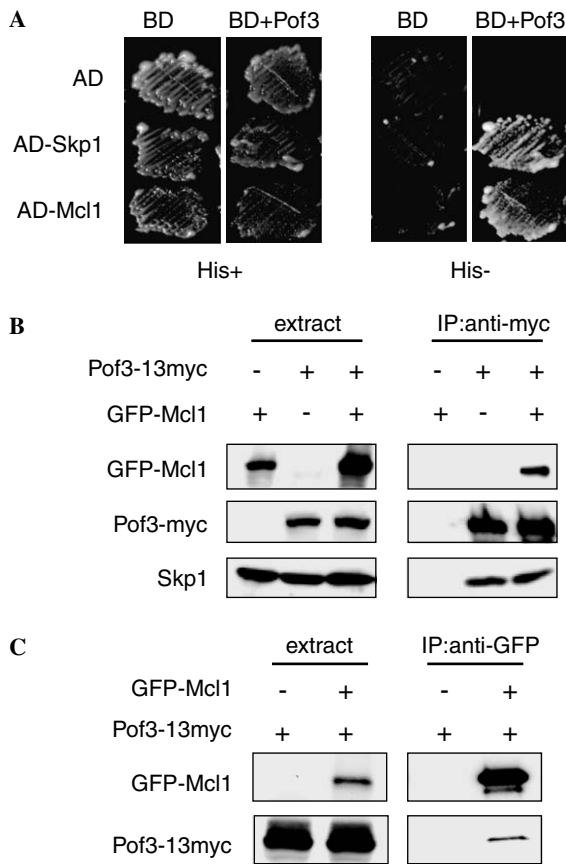 A BD BD+Pof3 BD BD+Pof3
AD
AD-Skp1
AD-Mcl1
His+ His-
B extract IP:anti-myc
Pof3-13myc - + + - + +
GFP-Mcl1 + - + + - +
GFP-Mcl1
Pof3-myc
Skp1
C extract IP:anti-GFP
GFP-Mcl1 - + - +
Pof3-13myc + + + +
GFP-Mcl1
Pof3-13myc